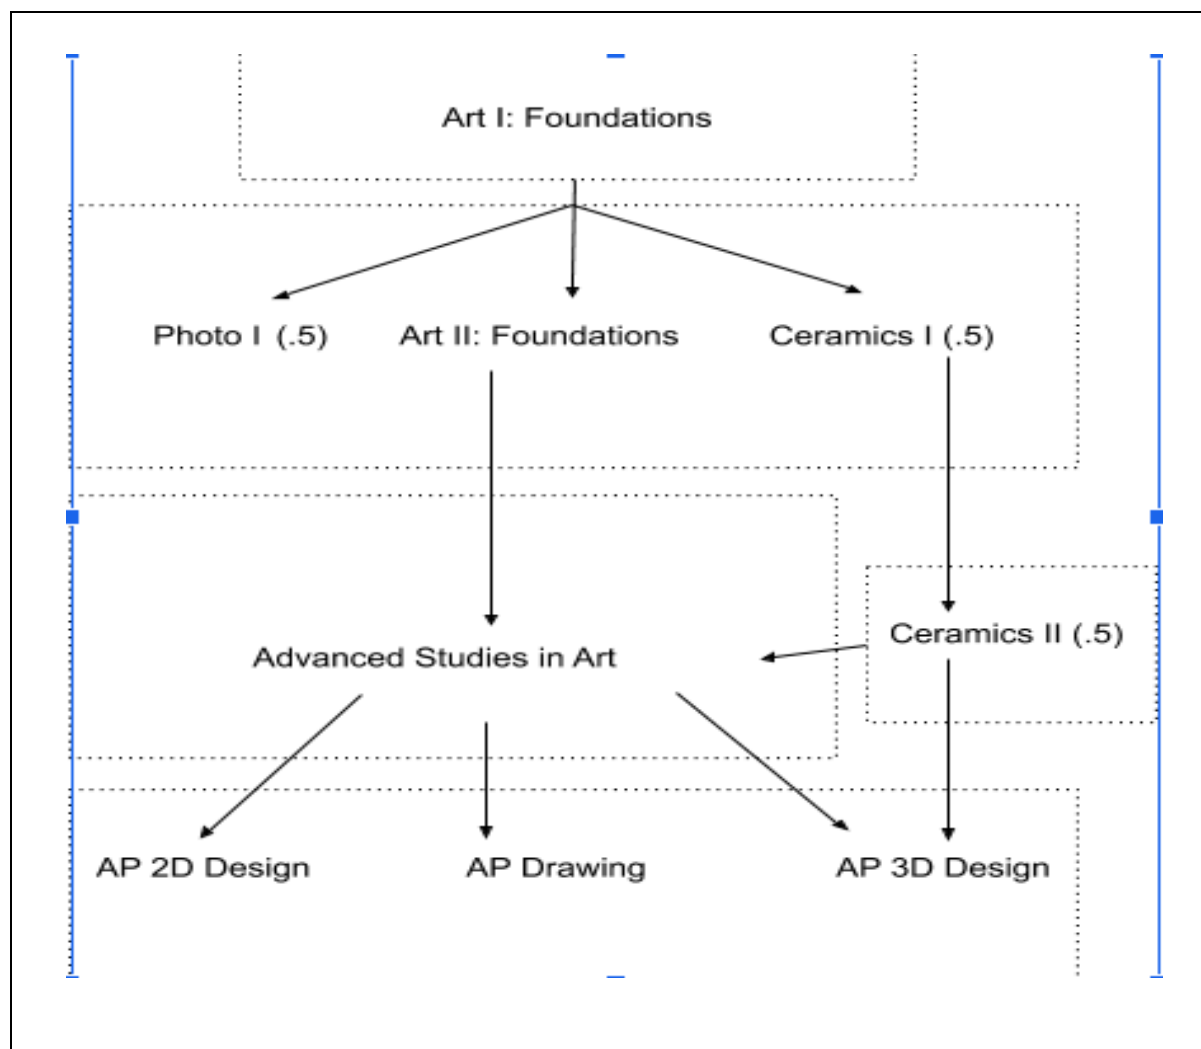 Art I: Foundations
Photo I (.5)
Art II: Foundations
Ceramics I (.5)
Ceramics II (.5)
Advanced Studies in Art
AP 2D Design
AP Drawing
AP 3D Design